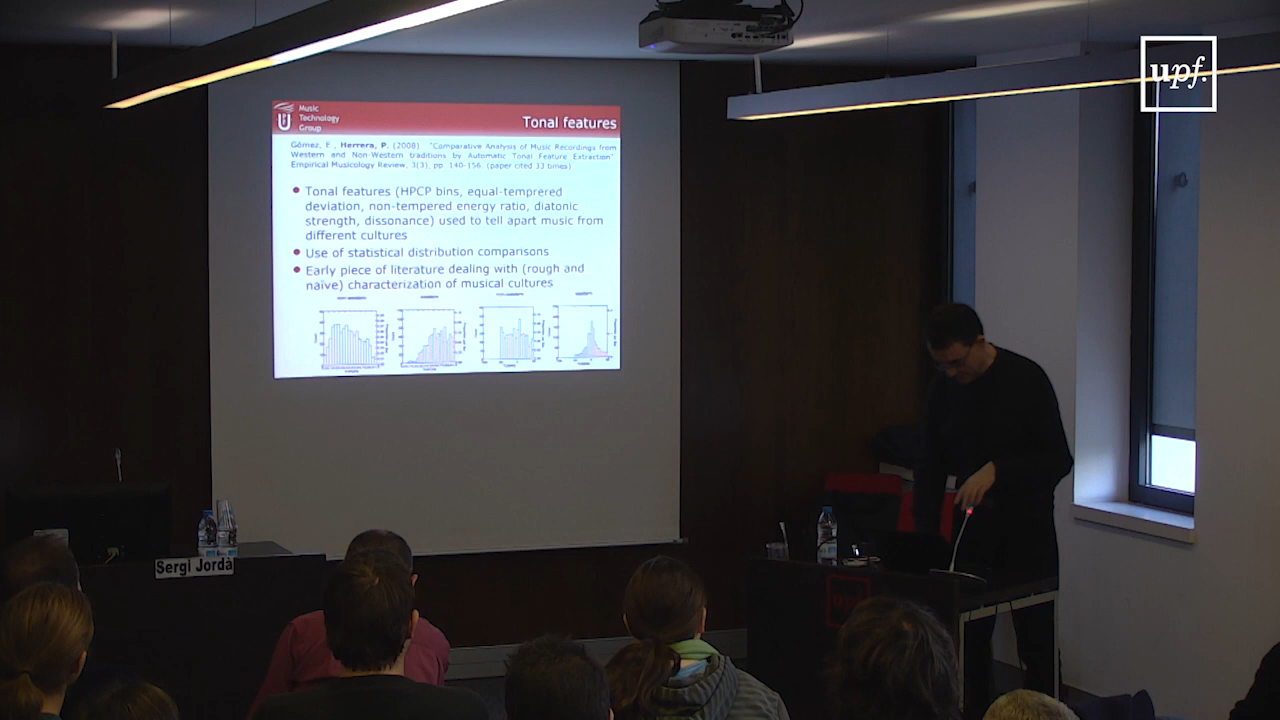 upf.
Music
Technology
Group
Tonal features
Gómez, E., Herrera, P. (2008). "Comparative Analysis of Music Recordings from
Western and Non-Western traditions by Automatic Tonal Feature Extraction"
Empirical Musicology Review, 3(3), pp. 140-156. (paper cited 33 times)
Tonal features (HPCP bins, equal-temprered
deviation, non-tempered energy ratio, diatonic
strength, dissonance) used to tell apart music from
different cultures
Use of statistical distribution comparisons
Early piece of literature dealing with (rough and
naive) characterization of musical cultures
Sergi Jordà